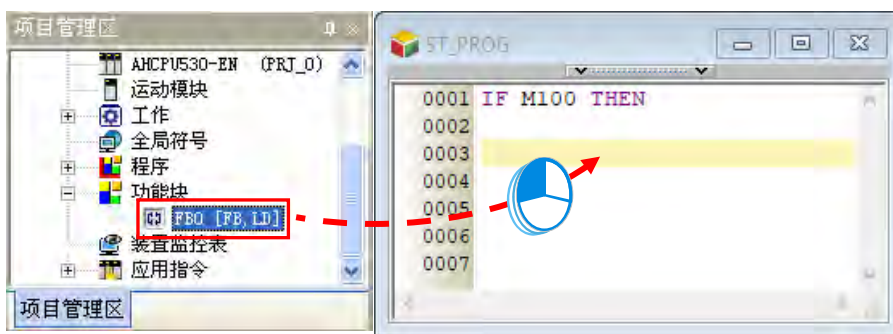 项目管理区
AHCPU530-EN (PRJ_0)
运动模块
工作
全局符号
程序
功能块
FB0 [FB,LD]
装置监控表
应用指令
项目管理区
ST_PROG
0001 IF M100 THEN
0002
0003
0004
0005
0006
0007